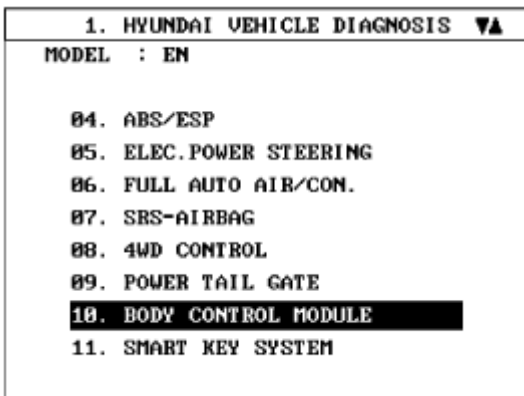 1. HYUNDAI VEHICLE DIAGNOSIS ▼▲
MODEL : EN
04. ABS/ESP
05. ELEC.POWER STEERING
06. FULL AUTO AIR/CON.
07. SRS-AIRBAG
08. 4WD CONTROL
09. POWER TAIL GATE
10. BODY CONTROL MODULE
11. SMART KEY SYSTEM